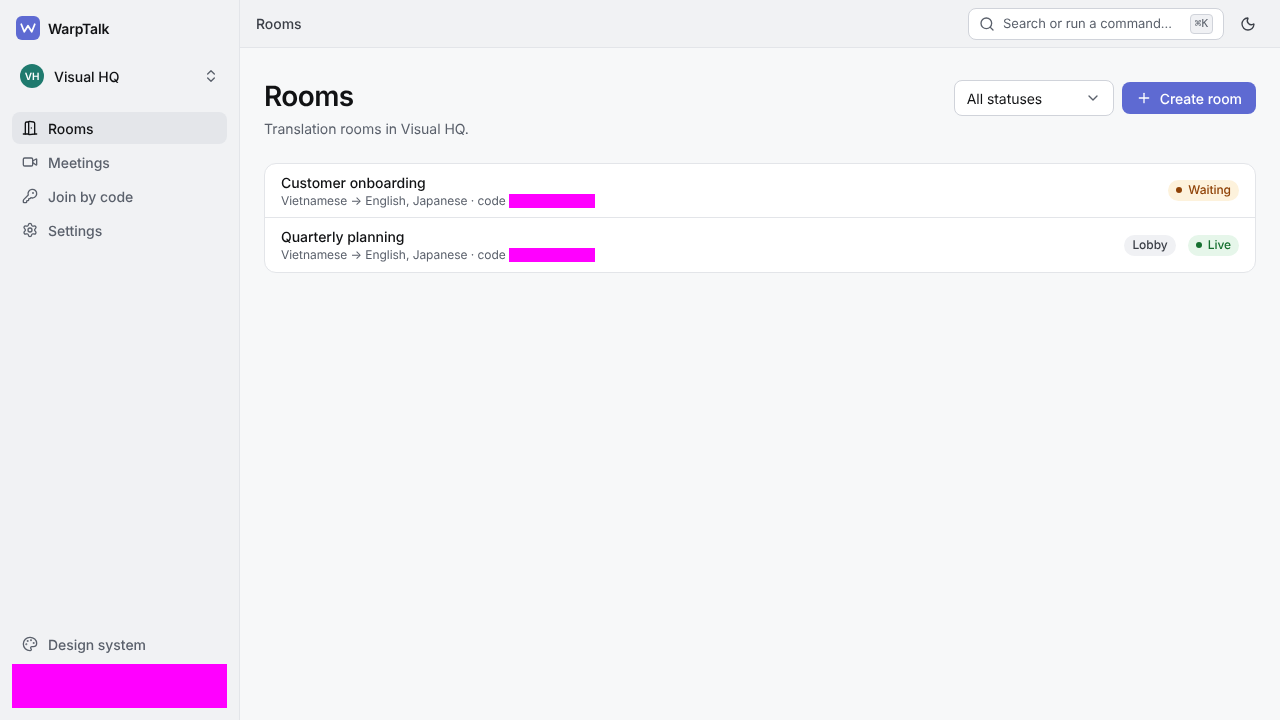 WarpTalk
Rooms
Search or run a command...
⌘K
VH
Visual HQ
Rooms
Meetings
Join by code
Settings
Rooms
Translation rooms in Visual HQ.
All statuses
Create room
Customer onboarding
Vietnamese → English, Japanese · code
Waiting
Quarterly planning
Vietnamese → English, Japanese · code
Lobby
Live
Design system